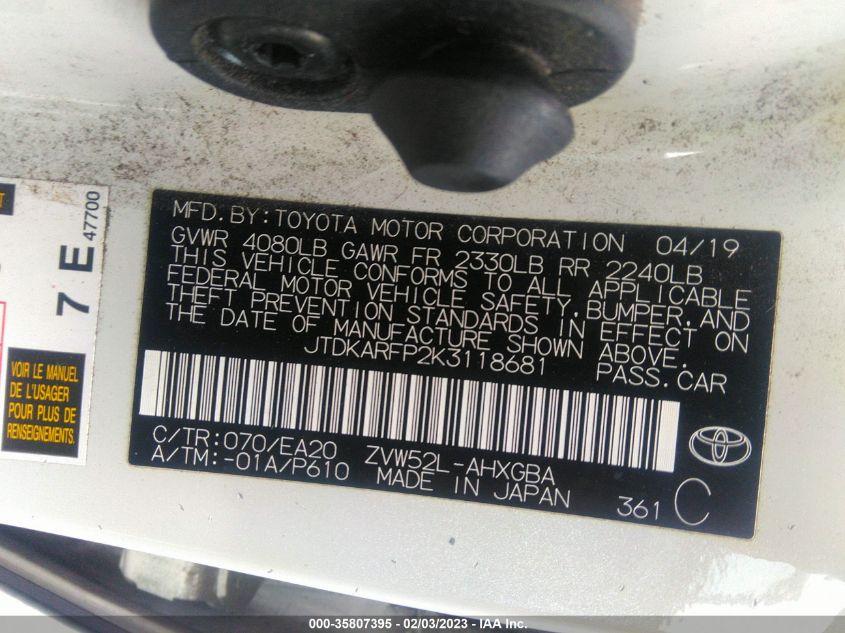 MFD. BY: TOYOTA MOTOR CORPORATION 04/19
GVWR 4080LB GAWR FR 2330LB RR 2240LB
THIS VEHICLE CONFORMS TO ALL APPLICABLE
FEDERAL MOTOR VEHICLE SAFETY, BUMPER, AND
THEFT PREVENTION STANDARDS IN EFFECT ON
THE DATE OF MANUFACTURE SHOWN ABOVE.
JTDKARFP2K3118681 PASS. CAR
C/TR: 070/EA20 ZVW52L-AHXGBA
A/TM: -01A/P610 MADE IN JAPAN
361 C
7 E 47700
VOIR LE MANUEL
DE L'USAGER
POUR PLUS DE
RENSEIGNEMENTS.
000-35807395 - 02/03/2023 - IAA, Inc.